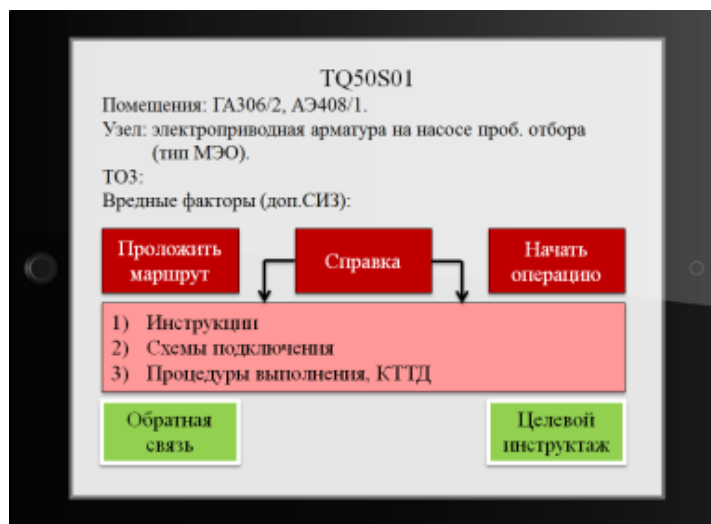 TQ50S01
Помещения: ГА306/2, АЭ408/1.
Узел: электроприводная арматура на насосе проб. отбора
(тип МЭО).
ТОЗ:
Вредные факторы (доп.СИЗ):
Проложить
маршрут
Справка
Начать
операцию
1) Инструкции
2) Схемы подключения
3) Процедуры выполнения, КТТД
Обратная
связь
Целевой
инструктаж